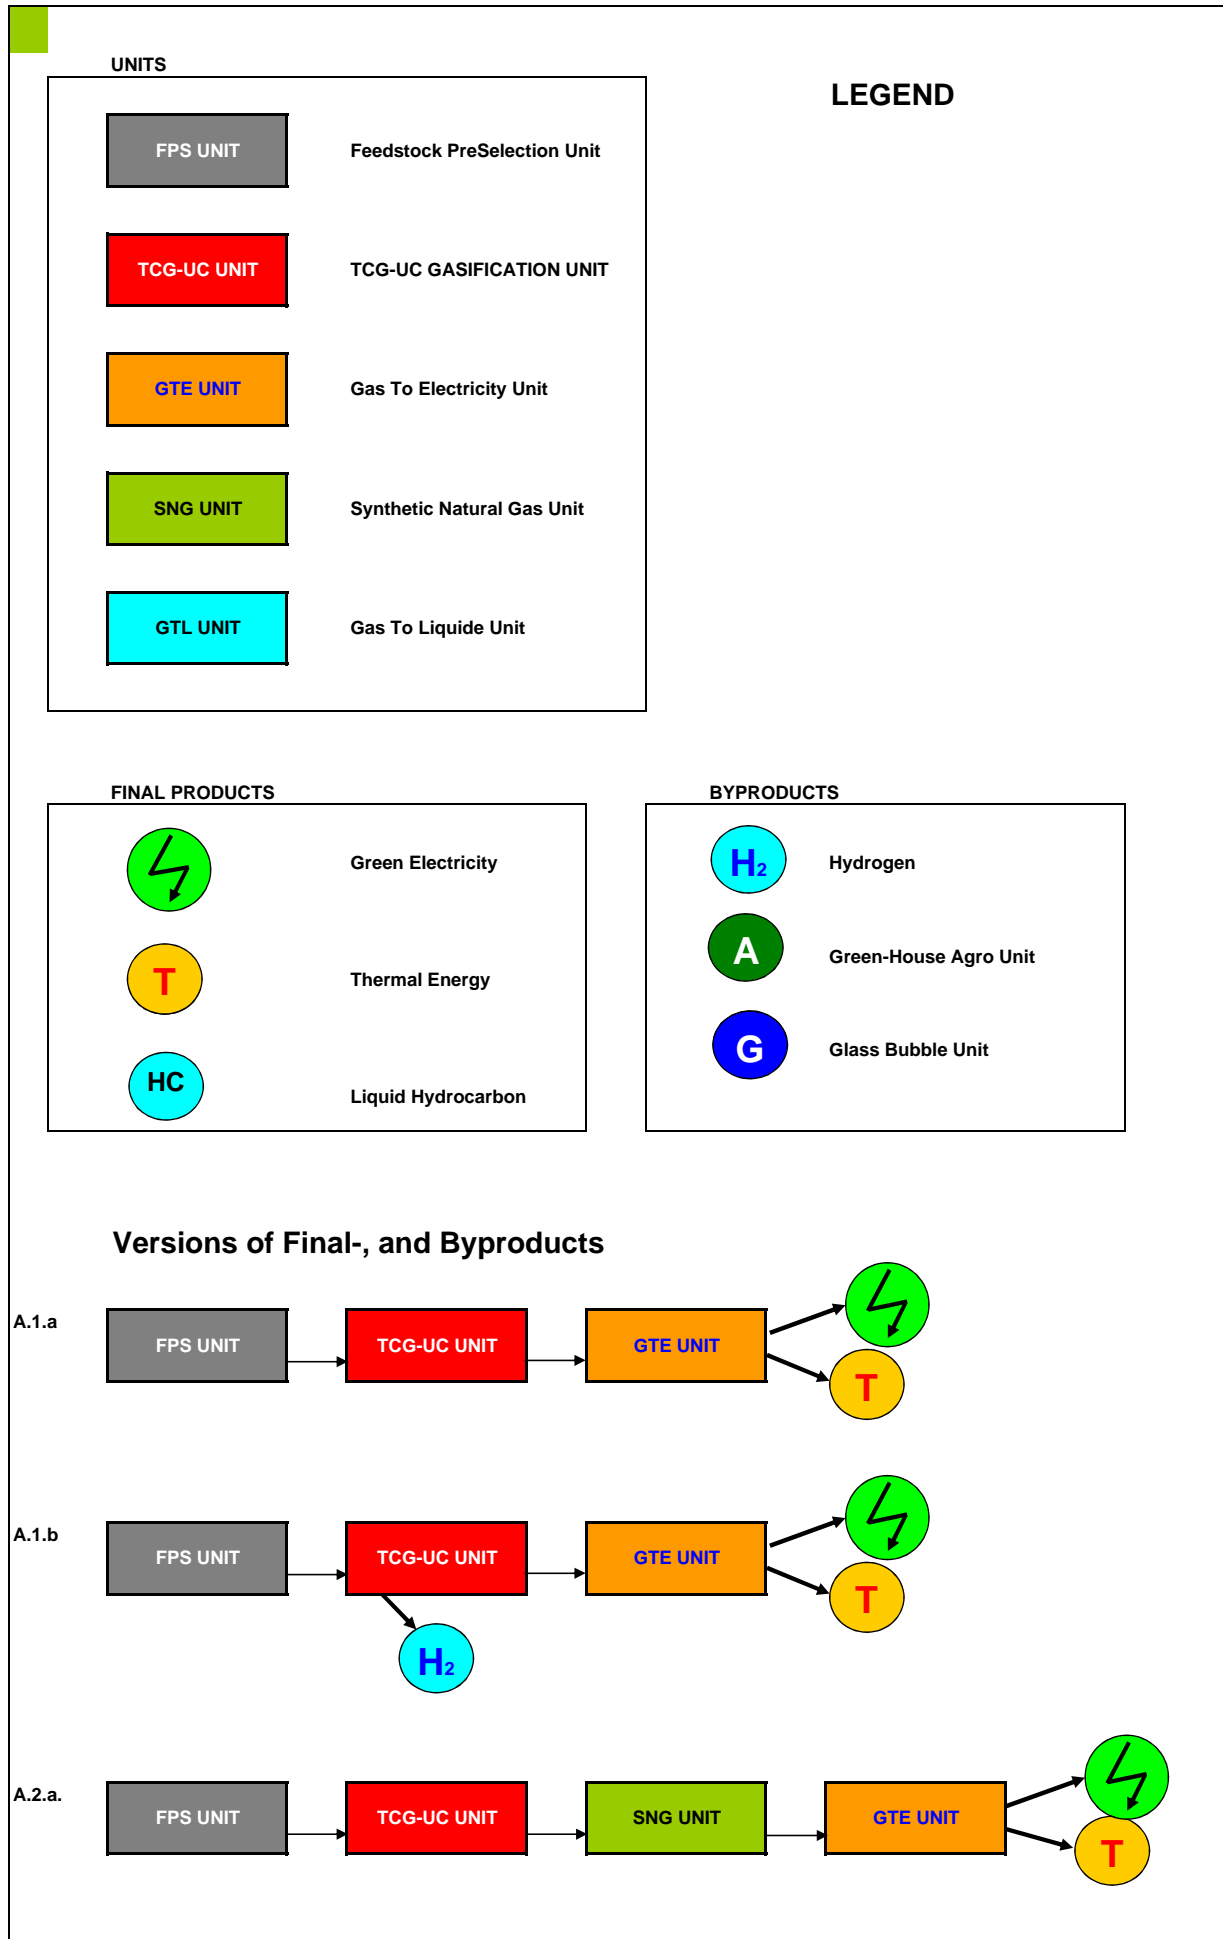 UNITS
LEGEND
FPS UNIT Feedstock PreSelection Unit
TCG-UC UNIT TCG-UC GASIFICATION UNIT
GTE UNIT Gas To Electricity Unit
SNG UNIT Synthetic Natural Gas Unit
GTL UNIT Gas To Liquide Unit
FINAL PRODUCTS
Green Electricity
T Thermal Energy
HC Liquid Hydrocarbon
BYPRODUCTS
H2 Hydrogen
A Green-House Agro Unit
G Glass Bubble Unit
Versions of Final-, and Byproducts
A.1.a FPS UNIT TCG-UC UNIT GTE UNIT
T
A.1.b FPS UNIT TCG-UC UNIT GTE UNIT
T
H2
A.2.a. FPS UNIT TCG-UC UNIT SNG UNIT GTE UNIT
T